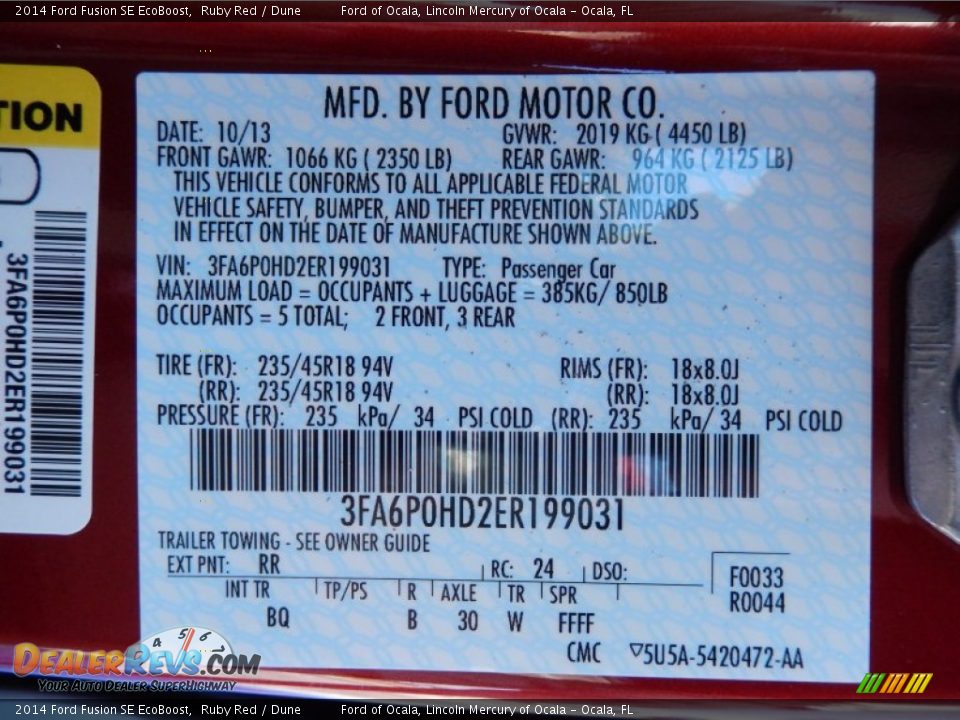 2014 Ford Fusion SE EcoBoost, Ruby Red / Dune Ford of Ocala, Lincoln Mercury of Ocala - Ocala, FL
TION
3FA6P0HD2ER199031
MFD. BY FORD MOTOR CO.
DATE: 10/13 GVWR: 2019 KG ( 4450 LB)
FRONT GAWR: 1066 KG ( 2350 LB) REAR GAWR: 964 KG ( 2125 LB)
THIS VEHICLE CONFORMS TO ALL APPLICABLE FEDERAL MOTOR
VEHICLE SAFETY, BUMPER, AND THEFT PREVENTION STANDARDS
IN EFFECT ON THE DATE OF MANUFACTURE SHOWN ABOVE.
VIN: 3FA6P0HD2ER199031 TYPE: Passenger Car
MAXIMUM LOAD = OCCUPANTS + LUGGAGE = 385KG/ 850LB
OCCUPANTS = 5 TOTAL; 2 FRONT, 3 REAR
TIRE (FR): 235/45R18 94V RIMS (FR): 18x8.0J
(RR): 235/45R18 94V (RR): 18x8.0J
PRESSURE (FR): 235 kPa/ 34 PSI COLD (RR): 235 kPa/ 34 PSI COLD
3FA6P0HD2ER199031
TRAILER TOWING - SEE OWNER GUIDE
EXT PNT: RR RC: 24 DSO: F0033
INT TR TP/PS R AXLE TR SPR R0044
BQ B 30 W FFFF
CMC ▽5U5A-5420472-AA
4 5 6
DEALERREVS.COM
YOUR AUTO DEALER SUPERHIGHWAY
2014 Ford Fusion SE EcoBoost, Ruby Red / Dune Ford of Ocala, Lincoln Mercury of Ocala - Ocala, FL